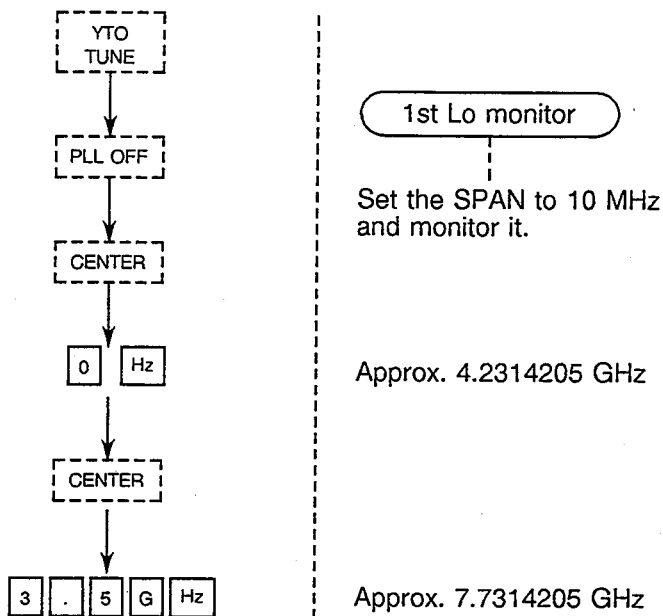 YTO
TUNE
1st Lo monitor
PLL OFF
Set the SPAN to 10 MHz
and monitor it.
CENTER
0 Hz
Approx. 4.2314205 GHz
CENTER
3 . 5 G Hz
Approx. 7.7314205 GHz